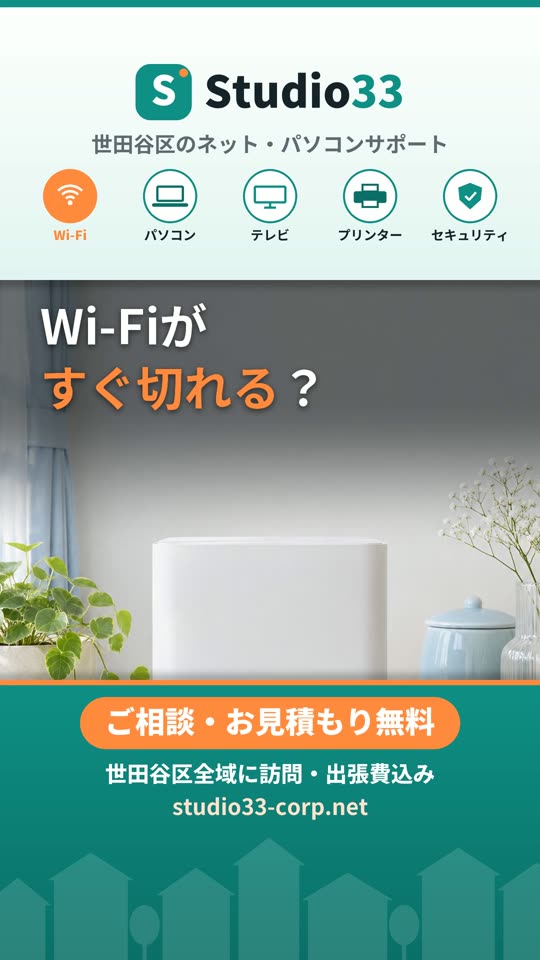 S Studio33
世田谷区のネット・パソコンサポート
Wi-Fi パソコン テレビ プリンター セキュリティ
Wi-Fiが
すぐ切れる？
ご相談・お見積もり無料
世田谷区全域に訪問・出張費込み
studio33-corp.net